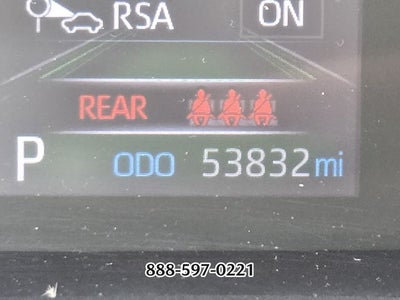 RSA ON
REAR
P ODO 53832 mi
888-597-0221